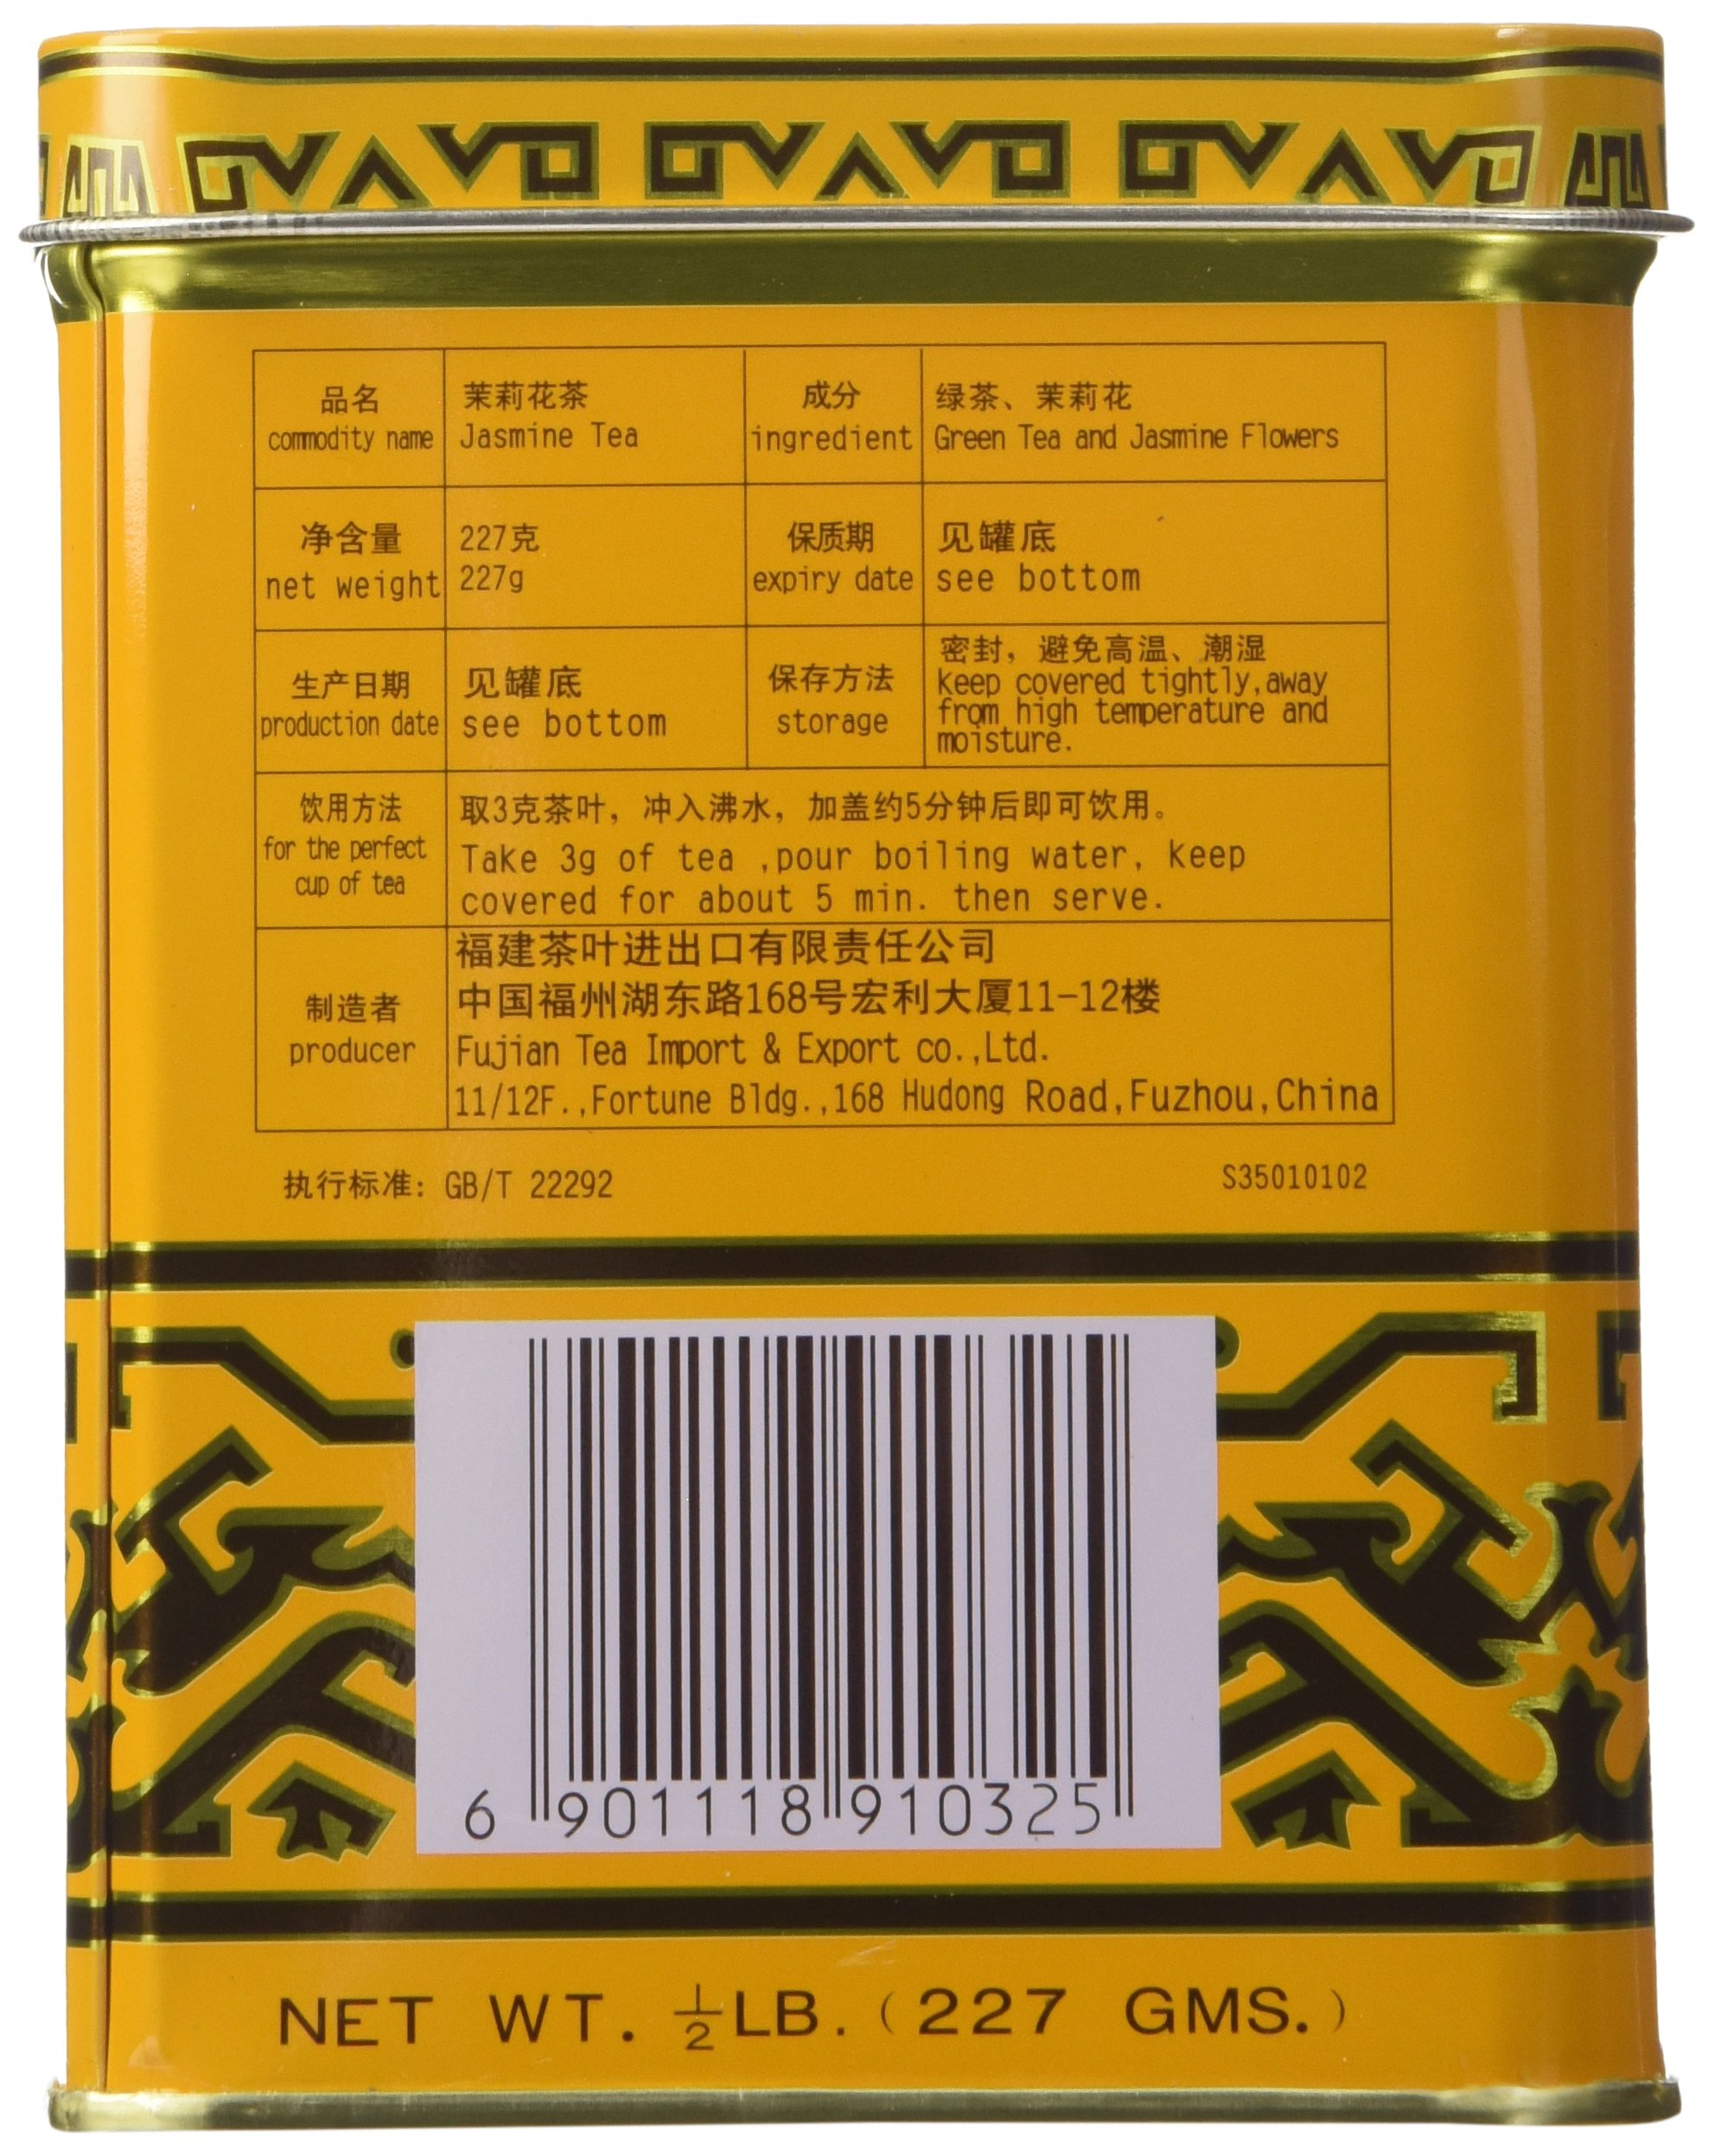 品名
commodity name
茉莉花茶
Jasmine Tea
成分
ingredient
绿茶、茉莉花
Green Tea and Jasmine Flowers
净含量
net weight
227克
227g
保质期
expiry date
见罐底
see bottom
生产日期
production date
见罐底
see bottom
保存方法
storage
密封，避免高温、潮湿
keep covered tightly,away
from high temperature and
moisture.
饮用方法
for the perfect
cup of tea
取3克茶叶，冲入沸水，加盖约5分钟后即可饮用。
Take 3g of tea ,pour boiling water, keep
covered for about 5 min. then serve.
制造者
producer
福建茶叶进出口有限责任公司
中国福州湖东路168号宏利大厦11-12楼
Fujian Tea Import & Export co.,Ltd.
11/12F.,Fortune Bldg.,168 Hudong Road,Fuzhou,China
执行标准：GB/T 22292
S35010102
6 901118 910325
NET WT. ½LB.(227 GMS.)